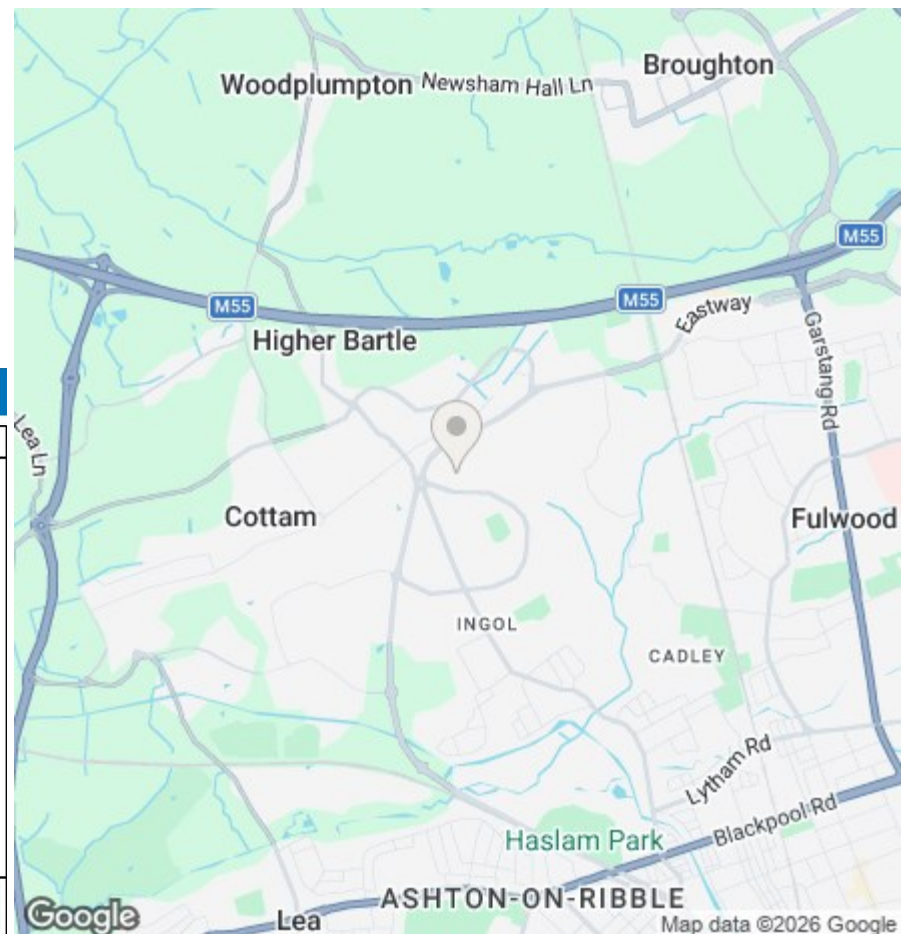 Woodplumpton
Newsham Hall Ln
Broughton
M55
M55
M55
Eastway
Higher Bartle
Garstang Rd
Lea Ln
Cottam
Fulwood
INGOL
CADLEY
Lytham Rd
Blackpool Rd
Haslam Park
ASHTON-ON-RIBBLE
Lea
Google
Map data ©2026 Google